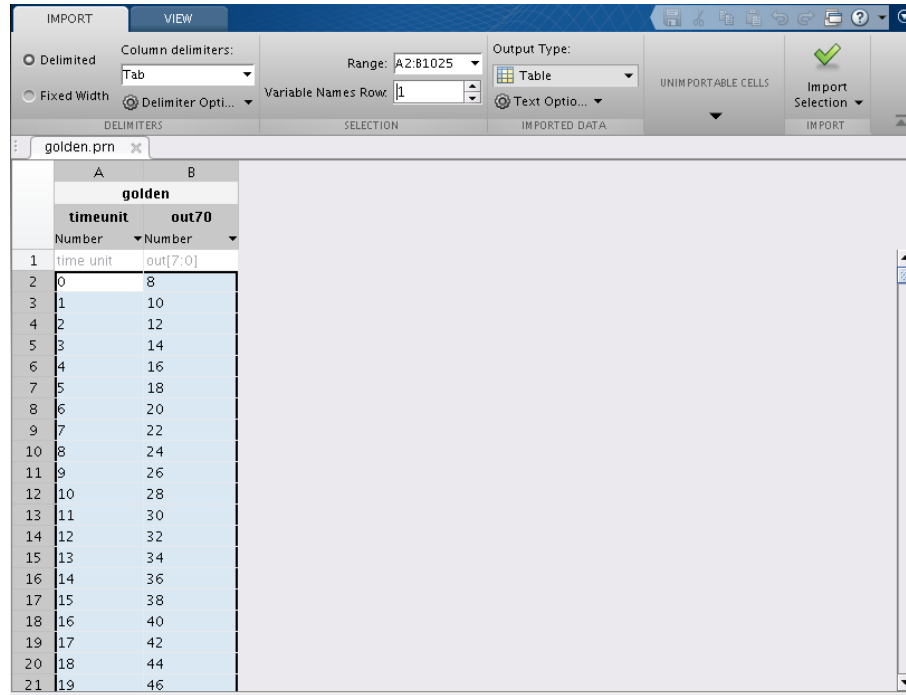 IMPORT VIEW
Delimited
Column delimiters:
Tab
Fixed Width
Delimiter Opti...
DELIMITERS
Range: A2:B1025
Variable Names Row: 1
SELECTION
Output Type:
Table
Text Optio...
IMPORTED DATA
UNIMPORTABLE CELLS
Import
Selection
IMPORT
golden.prn
A B
golden
timeunit out70
Number Number
1 time unit out[7:0]
2 0 8
3 1 10
4 2 12
5 3 14
6 4 16
7 5 18
8 6 20
9 7 22
10 8 24
11 9 26
12 10 28
13 11 30
14 12 32
15 13 34
16 14 36
17 15 38
18 16 40
19 17 42
20 18 44
21 19 46